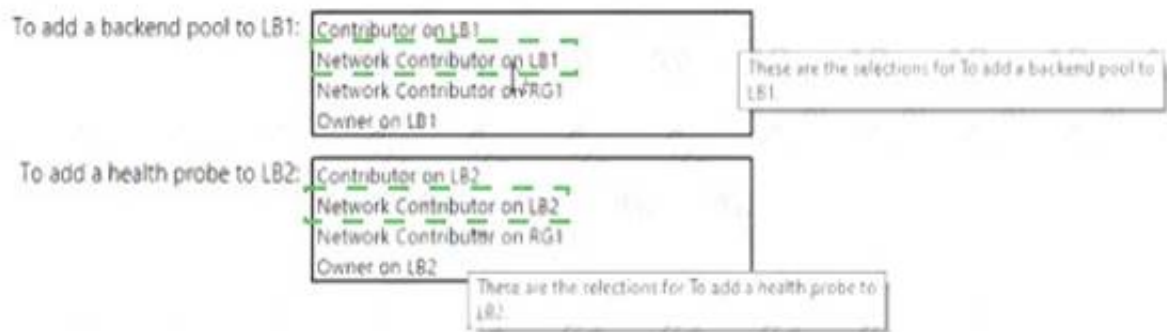 To add a backend pool to LB1:
Contributor on LB1
Network Contributor on LB1
Network Contributor on RG1
Owner on LB1
These are the selections for To add a backend pool to
LB1.
To add a health probe to LB2:
Contributor on LB2
Network Contributor on LB2
Network Contributor on RG1
Owner on LB2
These are the selections for To add a health probe to
LB2.